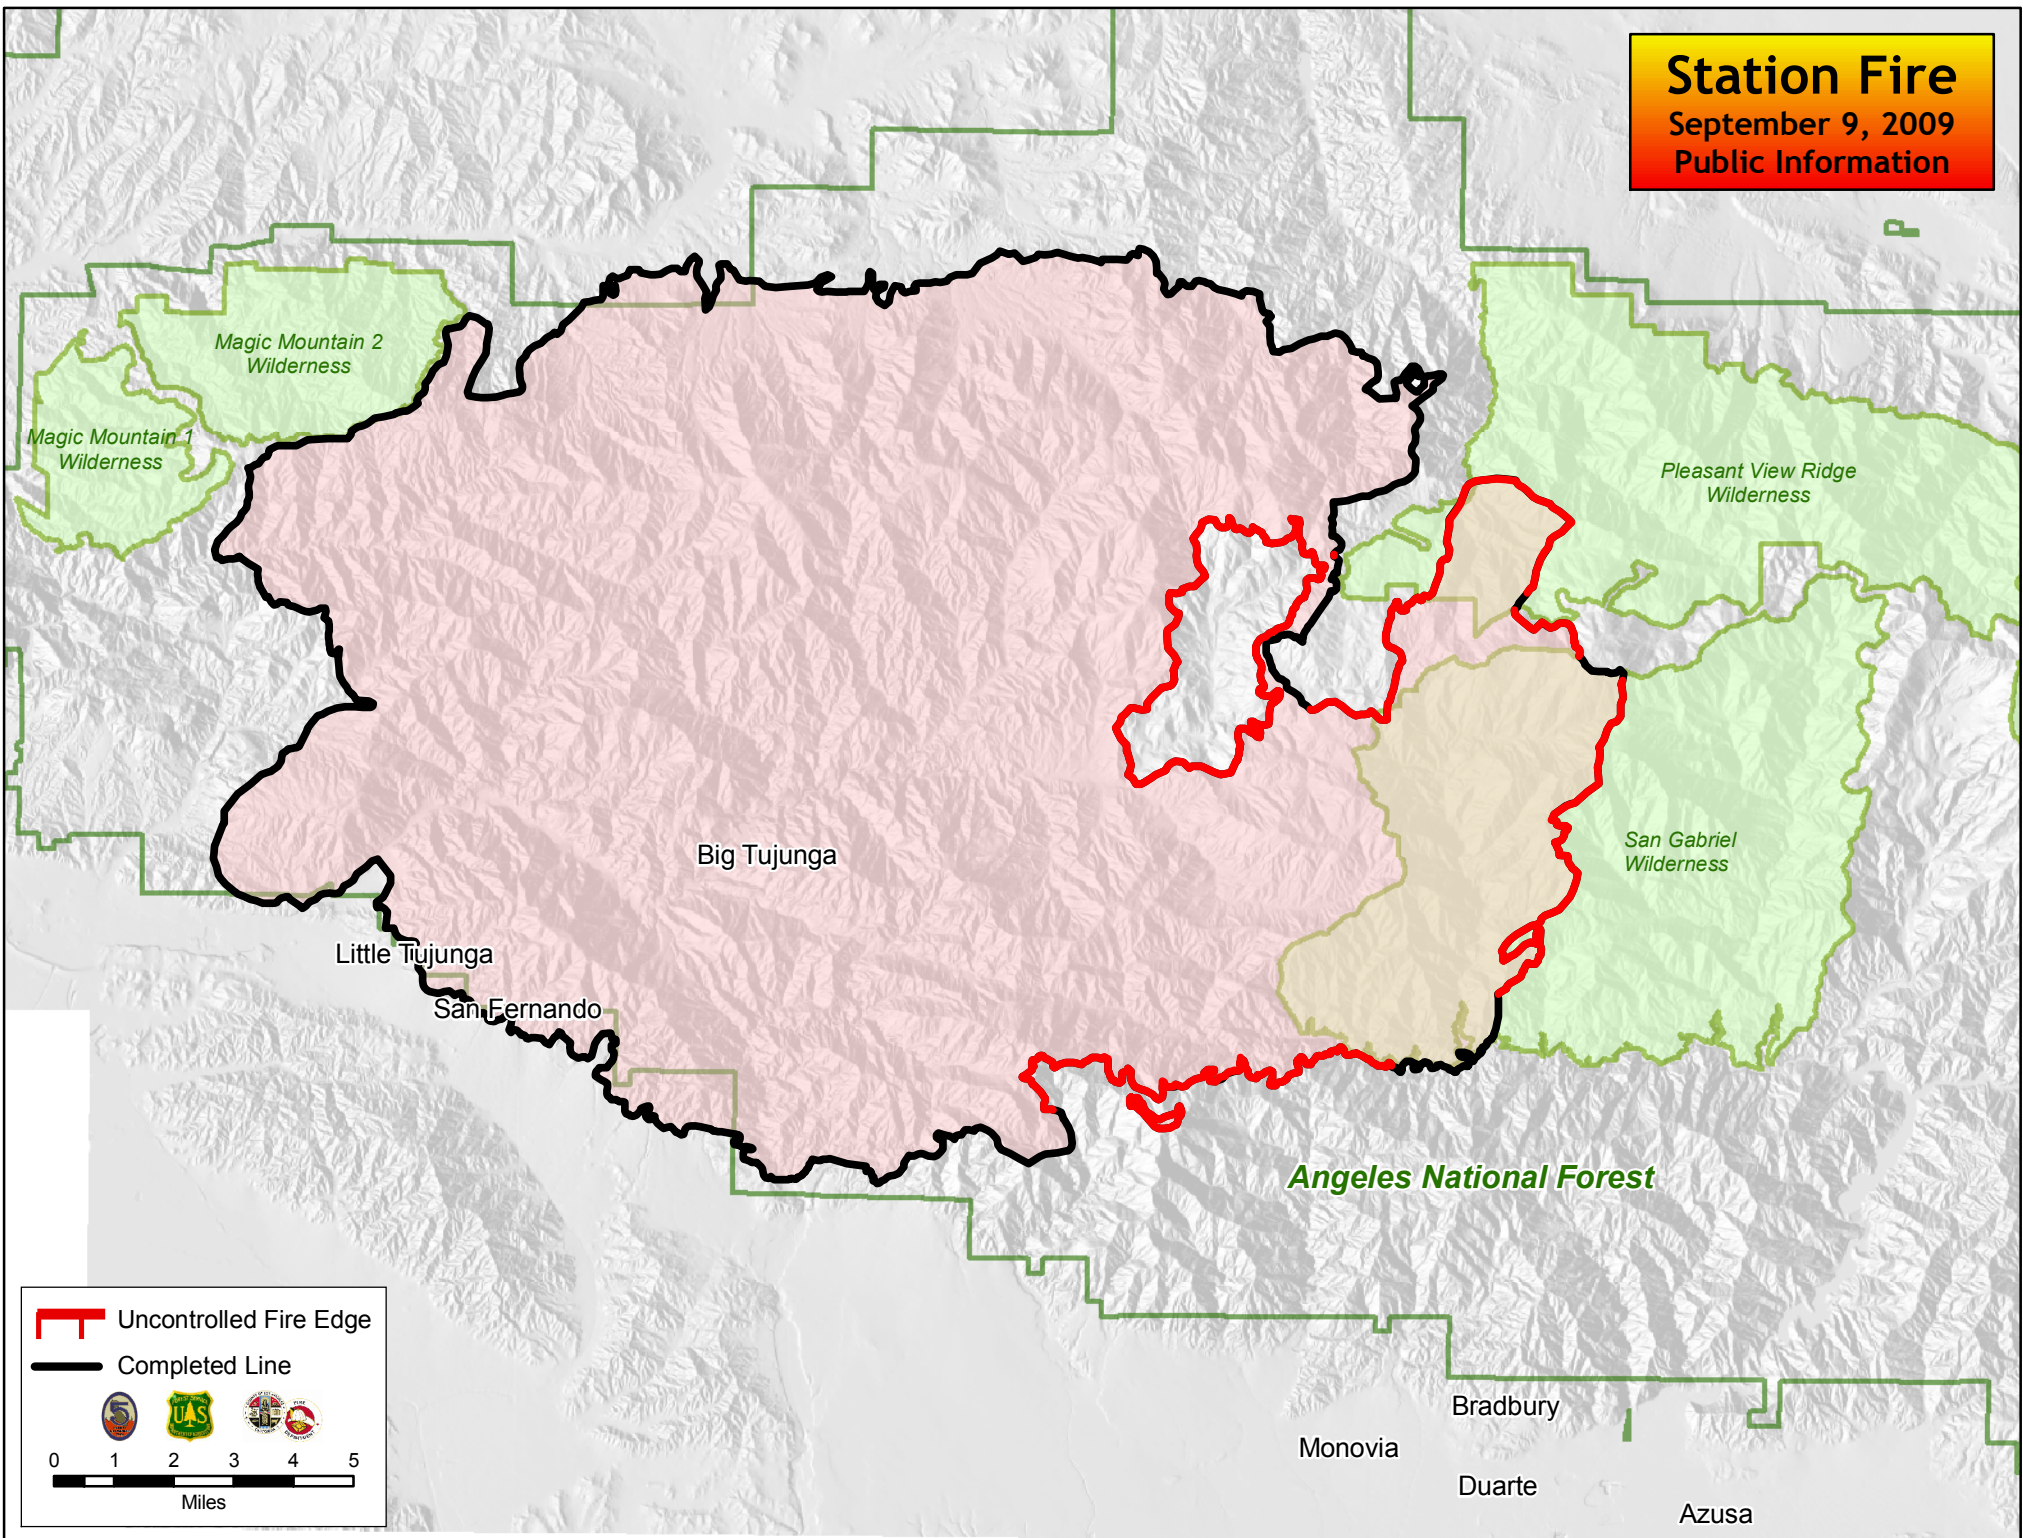 Station Fire
September 9, 2009
Public Information
Magic Mountain 2
Wilderness
Magic Mountain 1
Wilderness
Pleasant View Ridge
Wilderness
San Gabriel
Wilderness
Big Tujunga
Little Tujunga
San Fernando
Angeles National Forest
Bradbury
Monovia
Duarte
Azusa
Uncontrolled Fire Edge
Completed Line
5
U S
0 1 2 3 4 5
Miles